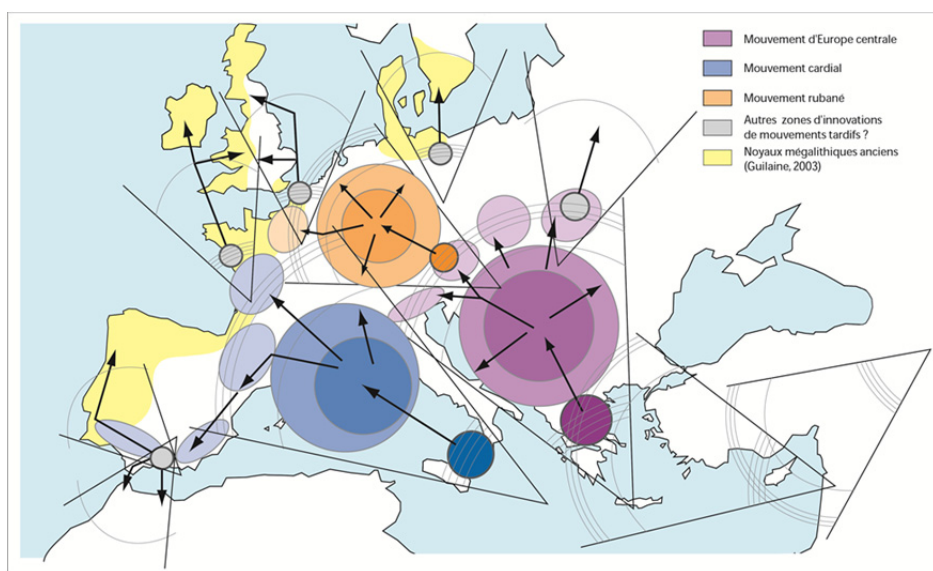 Mouvement d'Europe centrale
Mouvement cardial
Mouvement rubané
Autres zones d'innovations
de mouvements tardifs ?
Noyaux mégalithiques anciens
(Guilaine, 2003)